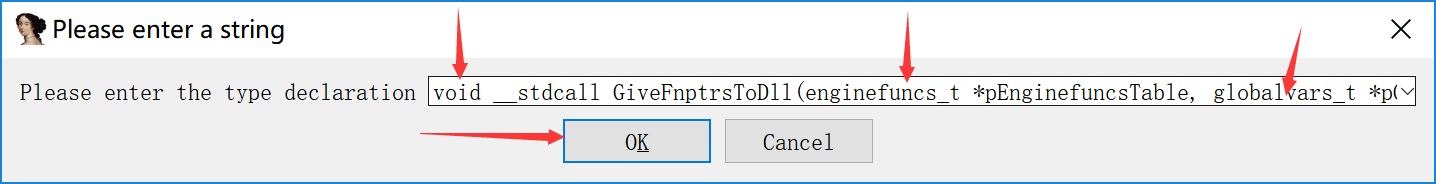 Please enter a string
Please enter the type declaration void __stdcall GiveFnptrsToDll(enginefuncs_t *pEnginefuncsTable, globalvars_t *p
OK Cancel